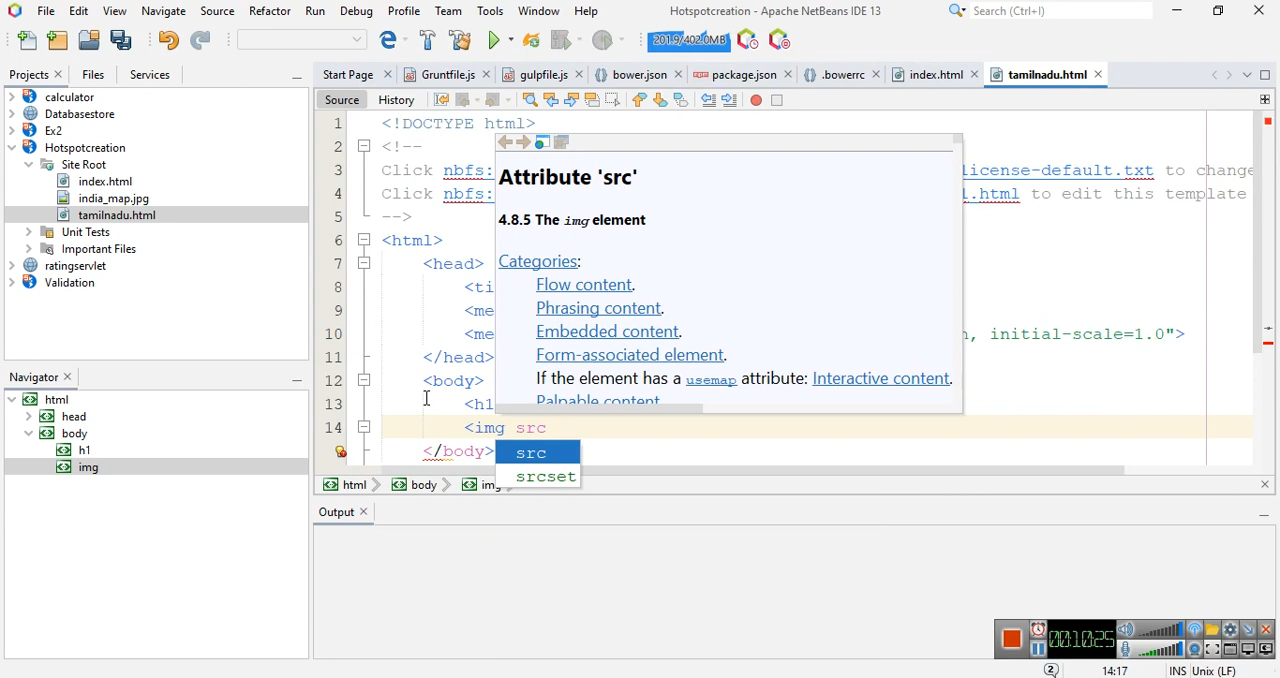 File Edit View Navigate Source Refactor Run Debug Profile Team Tools Window Help Hotspotcreation - Apache NetBeans IDE 13 Search (Ctrl+I)
201.9/402.0MB
Projects Files Services
Start Page Gruntfile.js gulpfile.js bower.json package.json .bowerrc index.html tamilnadu.html
calculator
Databasestore
Ex2
Hotspotcreation
Site Root
index.html
india_map.jpg
tamilnadu.html
Unit Tests
Important Files
ratingservlet
Validation
Navigator
html
head
body
h1
img
Source History
1 <!DOCTYPE html>
2 <!--
3 Click nbfs: icense-default.txt to change
4 Click nbfs: l.html to edit this template
5 -->
6 <html>
7 <head>
8 <ti
9 <me
10 <me , initial-scale=1.0">
11 </head>
12 <body>
13 <h1
14 <img src
</body>
Attribute 'src'
4.8.5 The img element
Categories:
Flow content.
Phrasing content.
Embedded content.
Form-associated element.
If the element has a usemap attribute: Interactive content.
Palpable content
src
srcset
html body img
Output
00:10:25
2 14:17 INS Unix (LF)